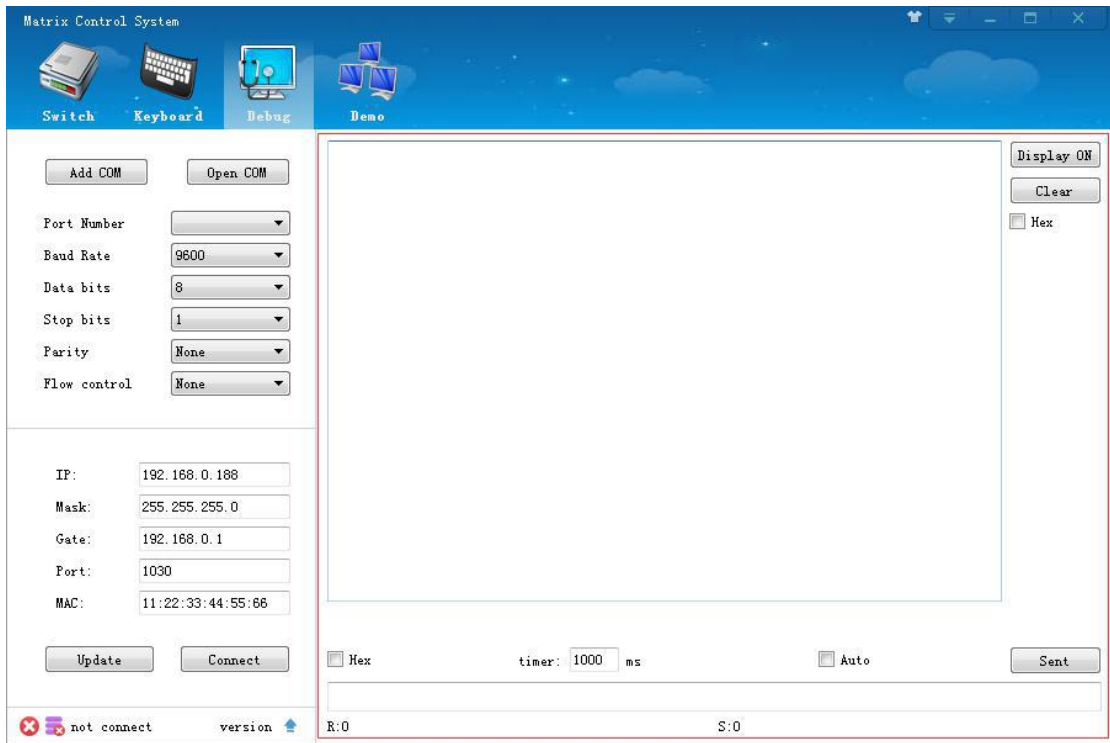 Matrix Control System
Switch Keyboard Debug Demo
Add COM Open COM
Port Number
Baud Rate 9600
Data bits 8
Stop bits 1
Parity None
Flow control None
IP: 192.168.0.188
Mask: 255.255.255.0
Gate: 192.168.0.1
Port: 1030
MAC: 11:22:33:44:55:66
Update Connect
not connect version
Display ON
Clear
Hex
Hex timer: 1000 ms Auto Sent
R:0 S:0